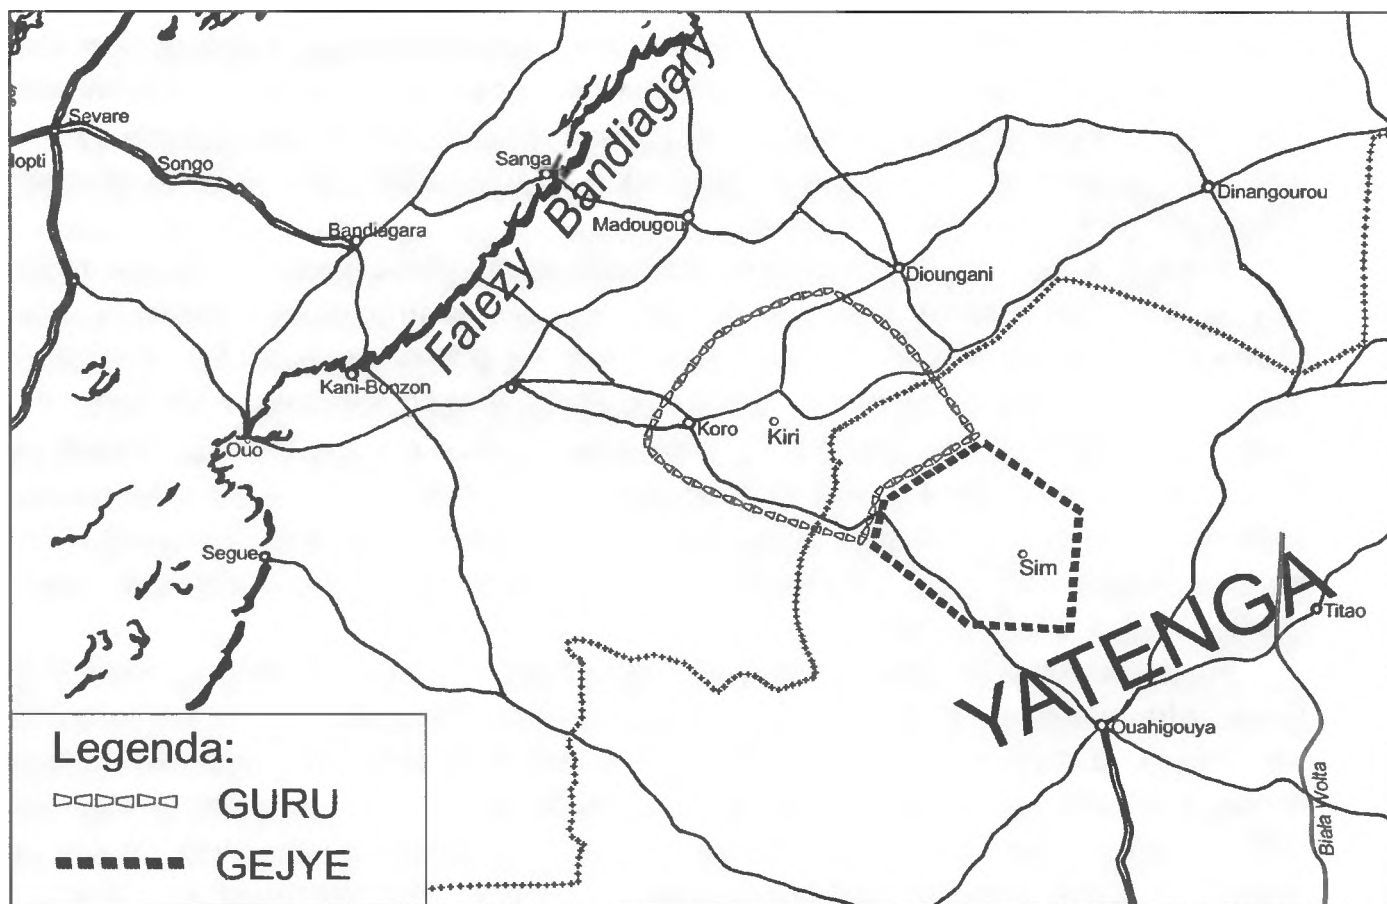 Sevare
lopti
Songo
Sanga
Falezy Bandiagary
Bandiagara
Madougou
Dinangourou
Dioungani
Kani-Bonzon
Koro
Kiri
Ouo
Segue
Sim
YATENGA
Titao
Ouahigouya
Biała Wolta
Legenda:
GURU
GEJYE